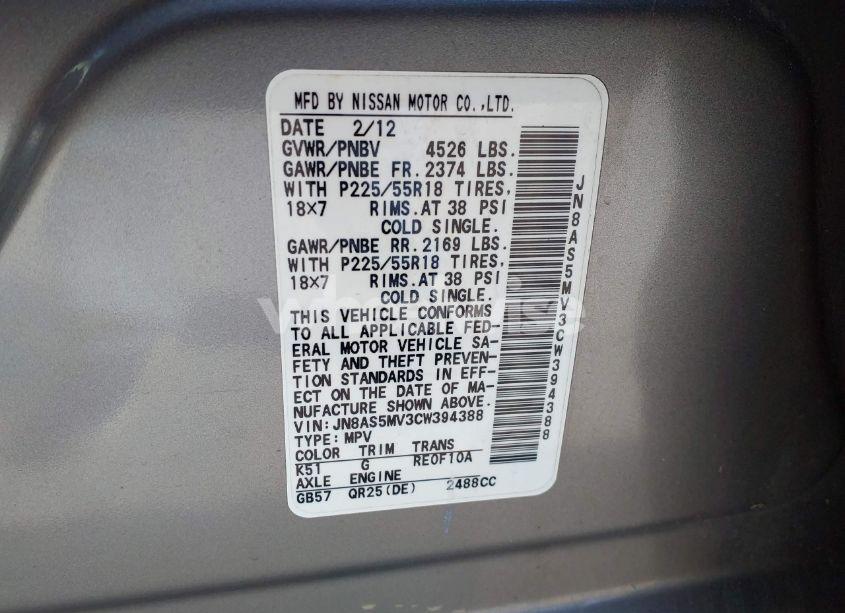 MFD BY NISSAN MOTOR CO.,LTD.
DATE 2/12
GVWR/PNBV 4526 LBS.
GAWR/PNBE FR. 2374 LBS.
WITH P225/55R18 TIRES,
18×7 RIMS. AT 38 PSI
COLD SINGLE.
GAWR/PNBE RR. 2169 LBS.
WITH P225/55R18 TIRES,
18×7 RIMS. AT 38 PSI
COLD SINGLE.
THIS VEHICLE CONFORMS
TO ALL APPLICABLE FED-
ERAL MOTOR VEHICLE SA-
FETY AND THEFT PREVEN-
TION STANDARDS IN EFF-
ECT ON THE DATE OF MA-
NUFACTURE SHOWN ABOVE.
VIN:JN8AS5MV3CW394388
TYPE:MPV
COLOR TRIM TRANS
K51 G RE0F10A
AXLE ENGINE
GB57 QR25(DE) 2488CC
JN8AS5MV3CW394388